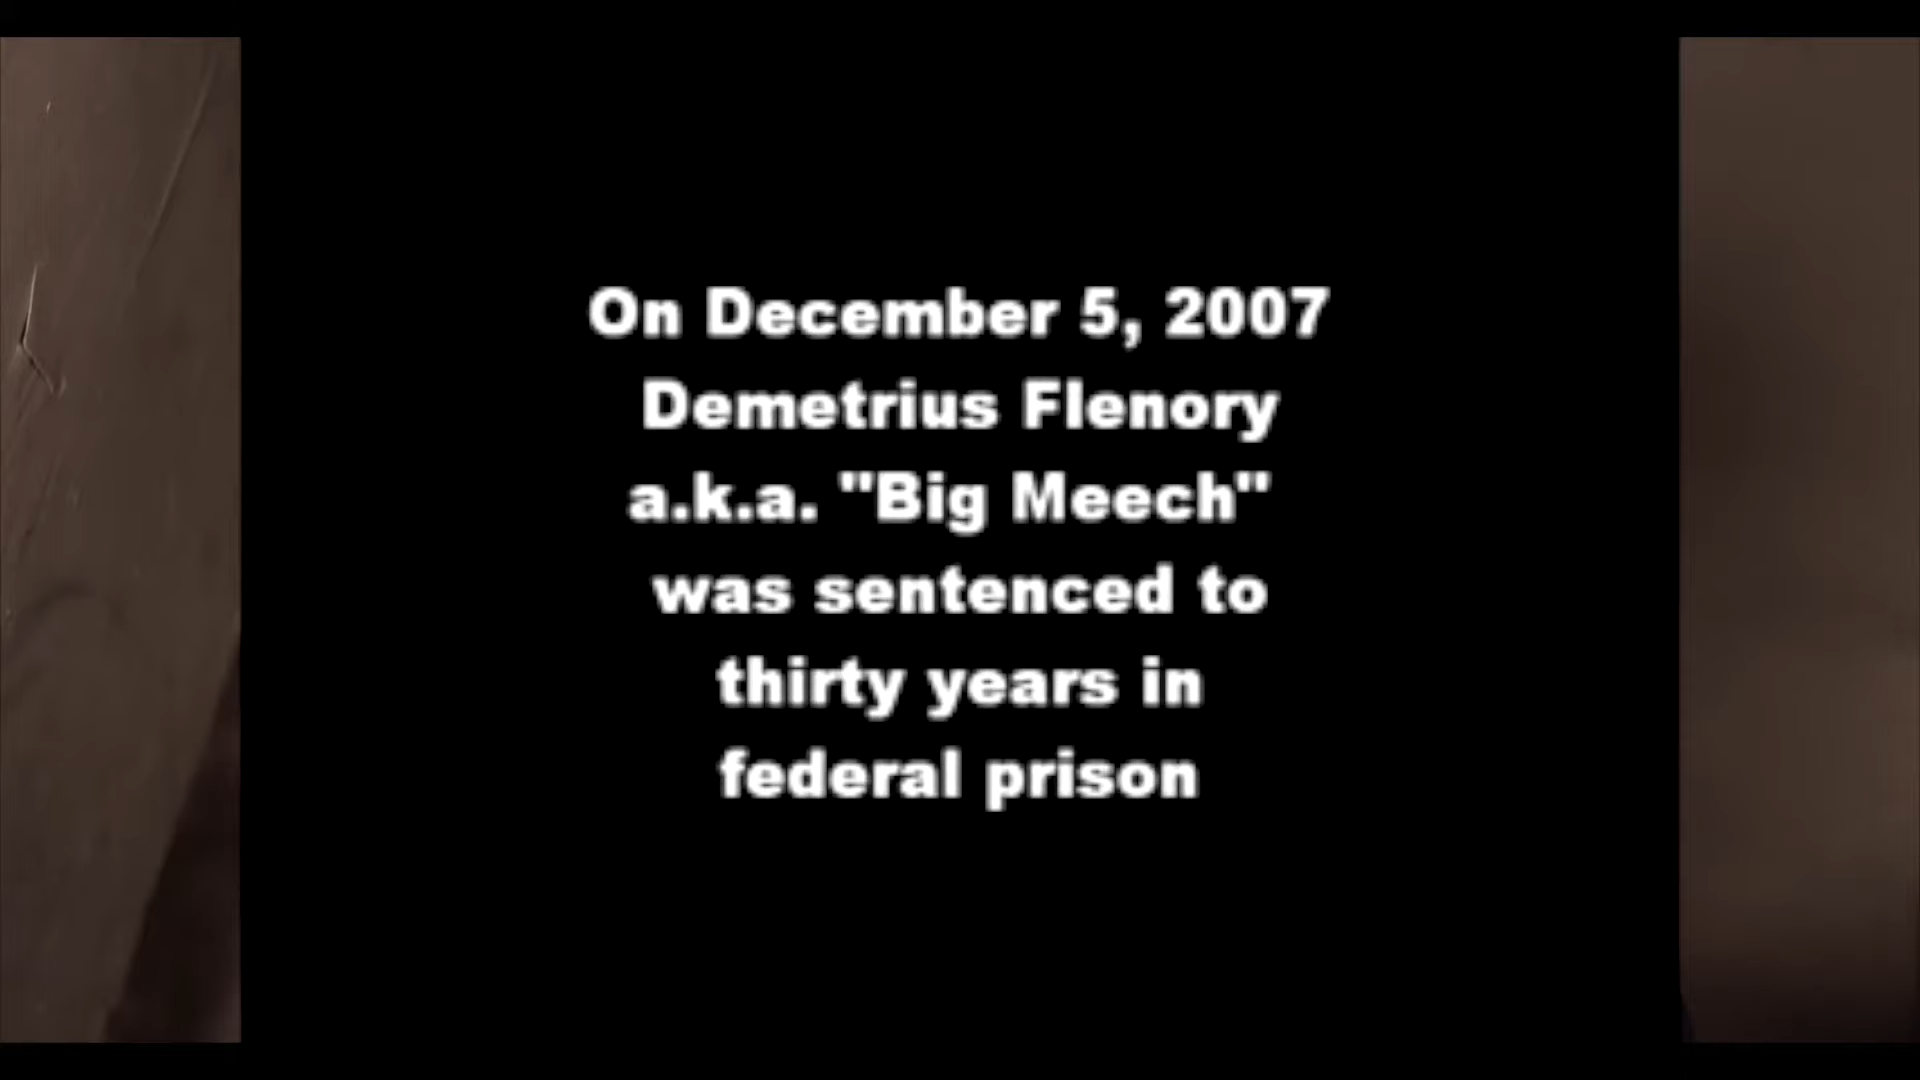 On December 5, 2007
Demetrius Flenory
a.k.a. "Big Meech"
was sentenced to
thirty years in
federal prison